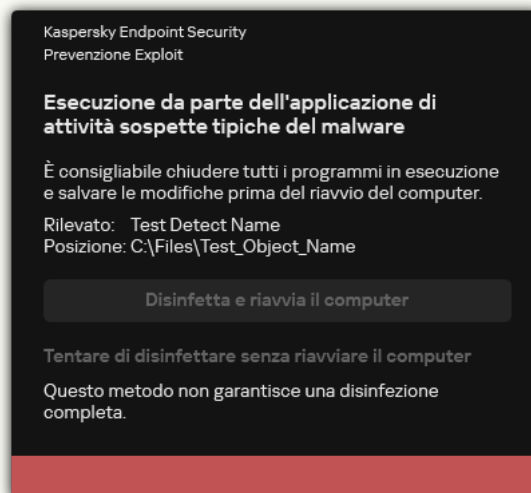 Kaspersky Endpoint Security
Prevenzione Exploit
Esecuzione da parte dell'applicazione di
attività sospette tipiche del malware
È consigliabile chiudere tutti i programmi in esecuzione
e salvare le modifiche prima del riavvio del computer.
Rilevato: Test Detect Name
Posizione: C:\Files\Test_Object_Name
Disinfetta e riavvia il computer
Tentare di disinfettare senza riavviare il computer
Questo metodo non garantisce una disinfezione
completa.